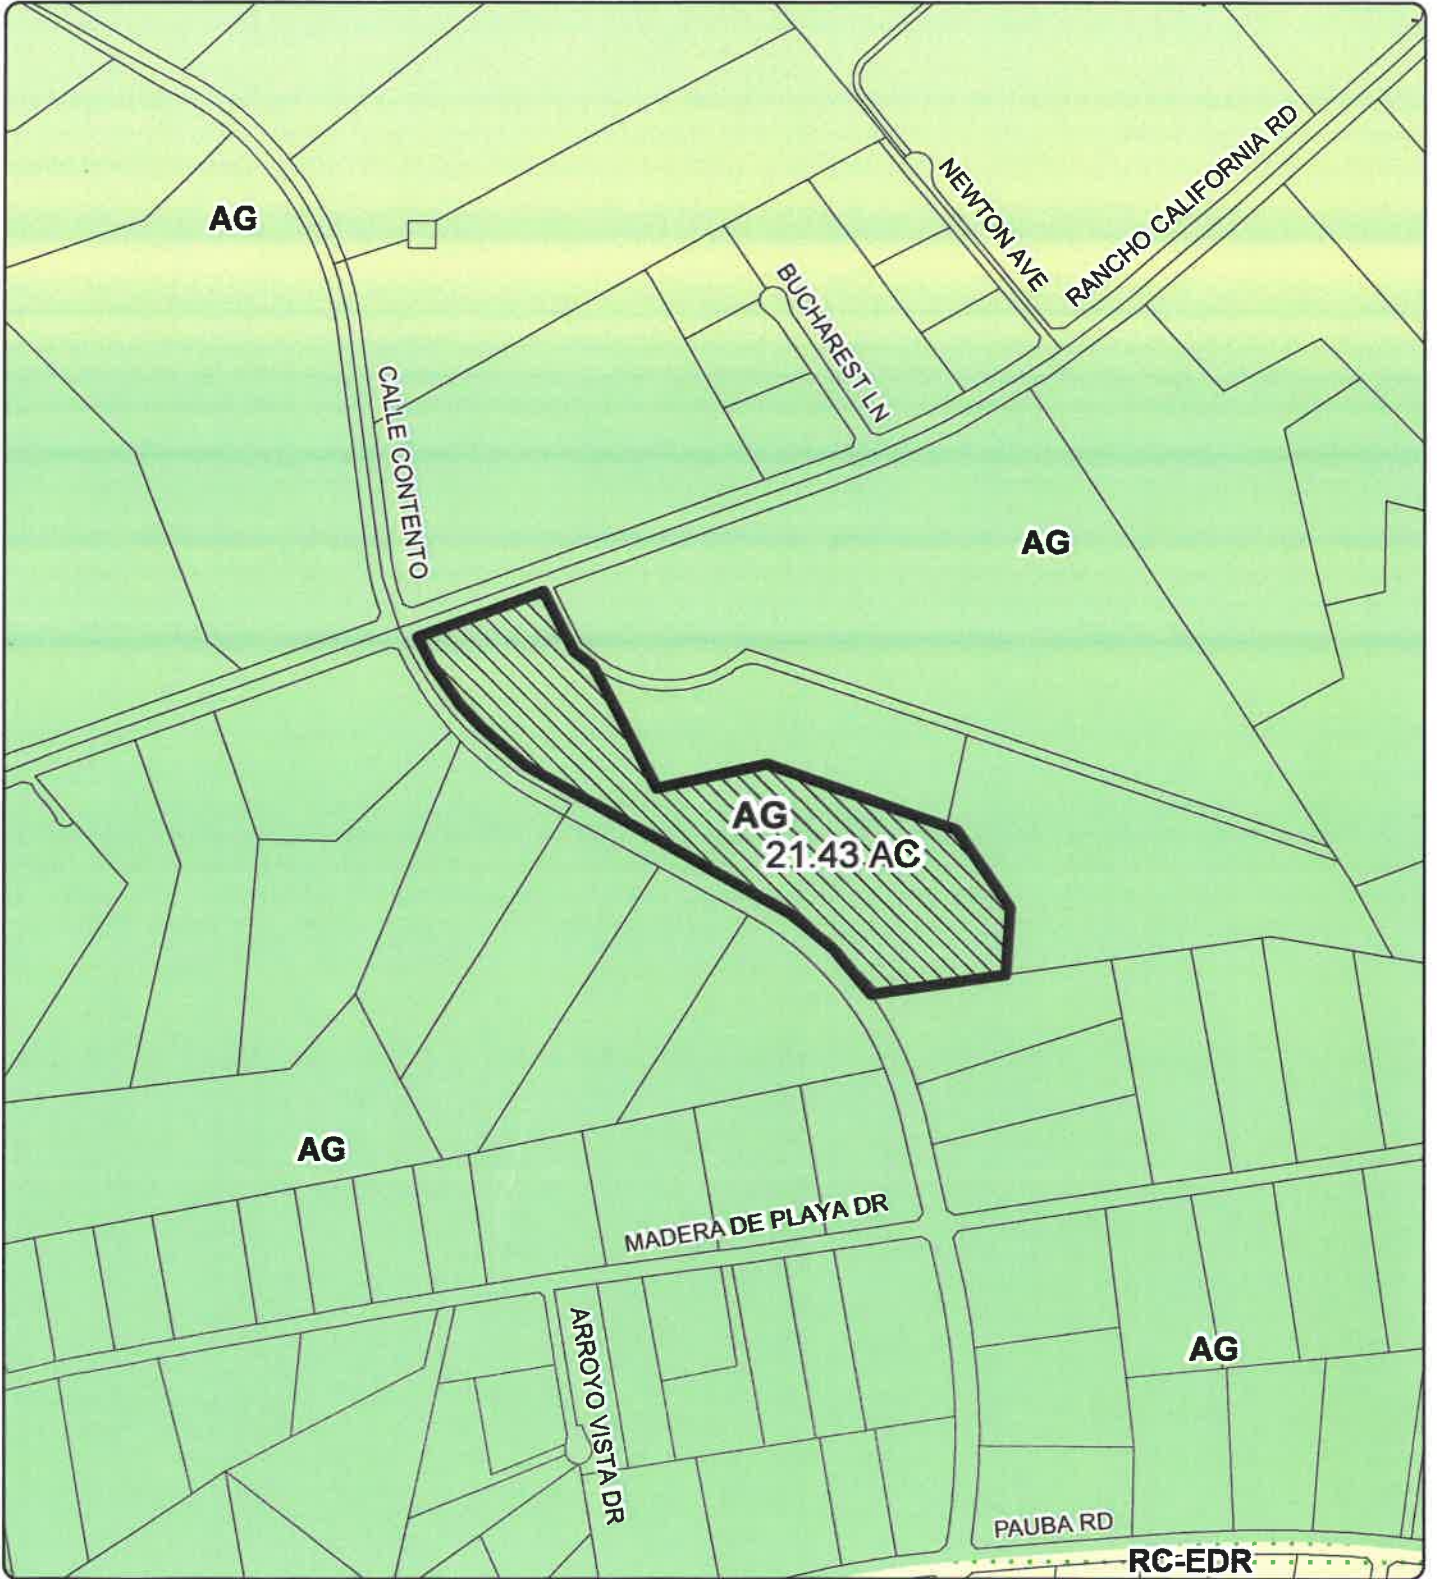 NEWTON AVE
RANCHO CALIFORNIA RD
AG
BUCHAREST LN
CALLE CONTENTO
AG
AG
21.43 AC
AG
MADERA DE PLAYA DR
ARROYO VISTA DR
AG
PAUBA RD
RC-EDR